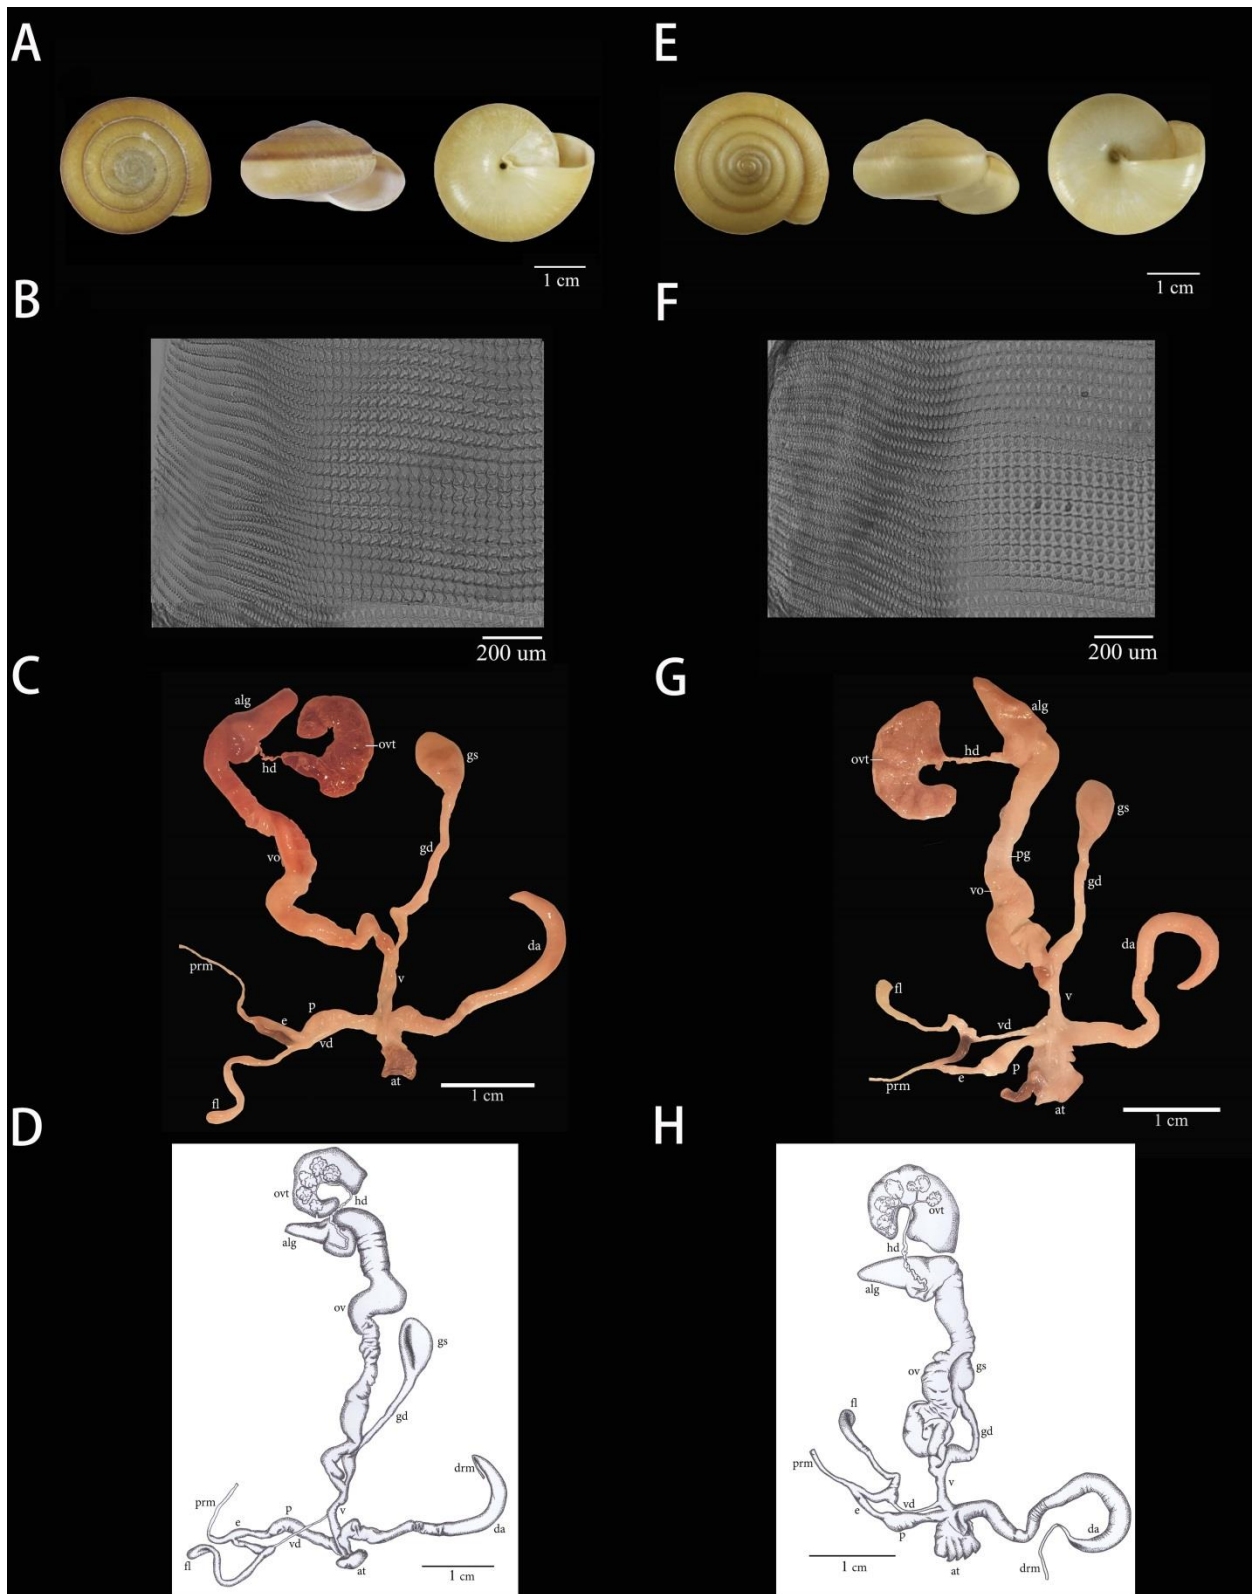 A
E
1 cm
1 cm
B
F
200 um
200 um
C
G
alg
ovt
hd
gs
gd
vo
da
prm
v
p
e
vd
at
fl
1 cm
alg
hd
ovt
gs
pg
gd
vo
da
fl
v
vd
prm
e
p
at
1 cm
D
H
ovt
hd
alg
ov
gs
gd
drm
prm
p
v
e
vd
da
fl
at
1 cm
ovt
hd
alg
ov
gs
fl
gd
prm
v
vd
e
p
da
drm
at
1 cm